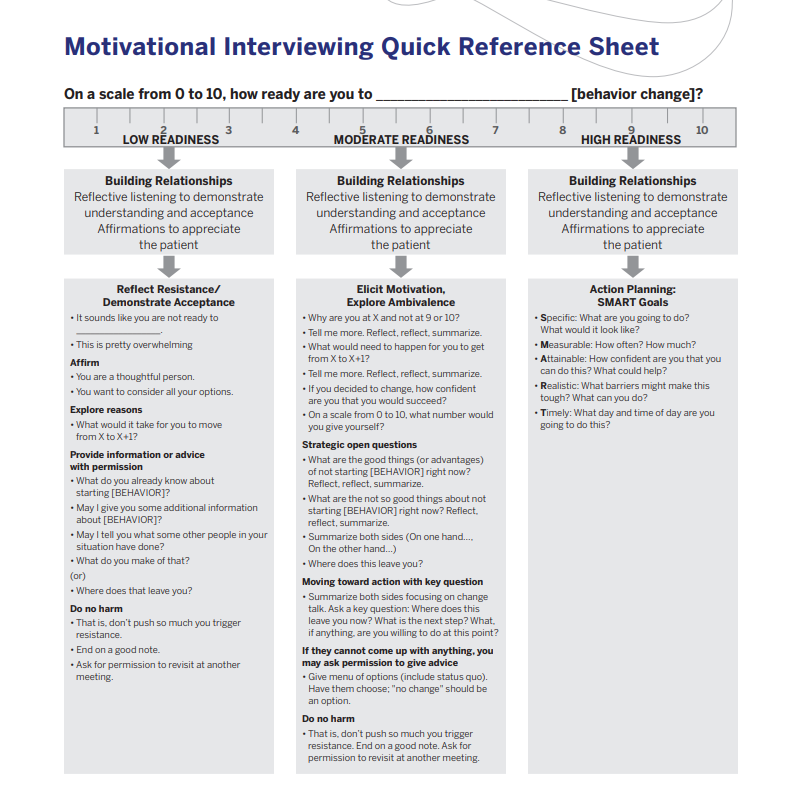 Motivational Interviewing Quick Reference Sheet
On a scale from 0 to 10, how ready are you to ________________________ [behavior change]?
1 2 3 4 5 6 7 8 9 10
LOW READINESS MODERATE READINESS HIGH READINESS
Building Relationships
Reflective listening to demonstrate
understanding and acceptance
Affirmations to appreciate
the patient
Building Relationships
Reflective listening to demonstrate
understanding and acceptance
Affirmations to appreciate
the patient
Building Relationships
Reflective listening to demonstrate
understanding and acceptance
Affirmations to appreciate
the patient
Reflect Resistance/
Demonstrate Acceptance
• It sounds like you are not ready to
__________________.
• This is pretty overwhelming
Affirm
• You are a thoughtful person.
• You want to consider all your options.
Explore reasons
• What would it take for you to move
from X to X+1?
Provide information or advice
with permission
• What do you already know about
starting [BEHAVIOR]?
• May I give you some additional information
about [BEHAVIOR]?
• May I tell you what some other people in your
situation have done?
• What do you make of that?
(or)
• Where does that leave you?
Do no harm
• That is, don't push so much you trigger
resistance.
• End on a good note.
• Ask for permission to revisit at another
meeting.
Elicit Motivation,
Explore Ambivalence
• Why are you at X and not at 9 or 10?
• Tell me more. Reflect, reflect, summarize.
• What would need to happen for you to get
from X to X+1?
• Tell me more. Reflect, reflect, summarize.
• If you decided to change, how confident
are you that you would succeed?
• On a scale from 0 to 10, what number would
you give yourself?
Strategic open questions
• What are the good things (or advantages)
of not starting [BEHAVIOR] right now?
Reflect, reflect, summarize.
• What are the not so good things about not
starting [BEHAVIOR] right now? Reflect,
reflect, summarize.
• Summarize both sides (On one hand...,
On the other hand...)
• Where does this leave you?
Moving toward action with key question
• Summarize both sides focusing on change
talk. Ask a key question: Where does this
leave you now? What is the next step? What,
if anything, are you willing to do at this point?
If they cannot come up with anything, you
may ask permission to give advice
• Give menu of options (include status quo).
Have them choose; "no change" should be
an option.
Do no harm
• That is, don't push so much you trigger
resistance. End on a good note. Ask for
permission to revisit at another meeting.
Action Planning:
SMART Goals
• Specific: What are you going to do?
What would it look like?
• Measurable: How often? How much?
• Attainable: How confident are you that you
can do this? What could help?
• Realistic: What barriers might make this
tough? What can you do?
• Timely: What day and time of day are you
going to do this?